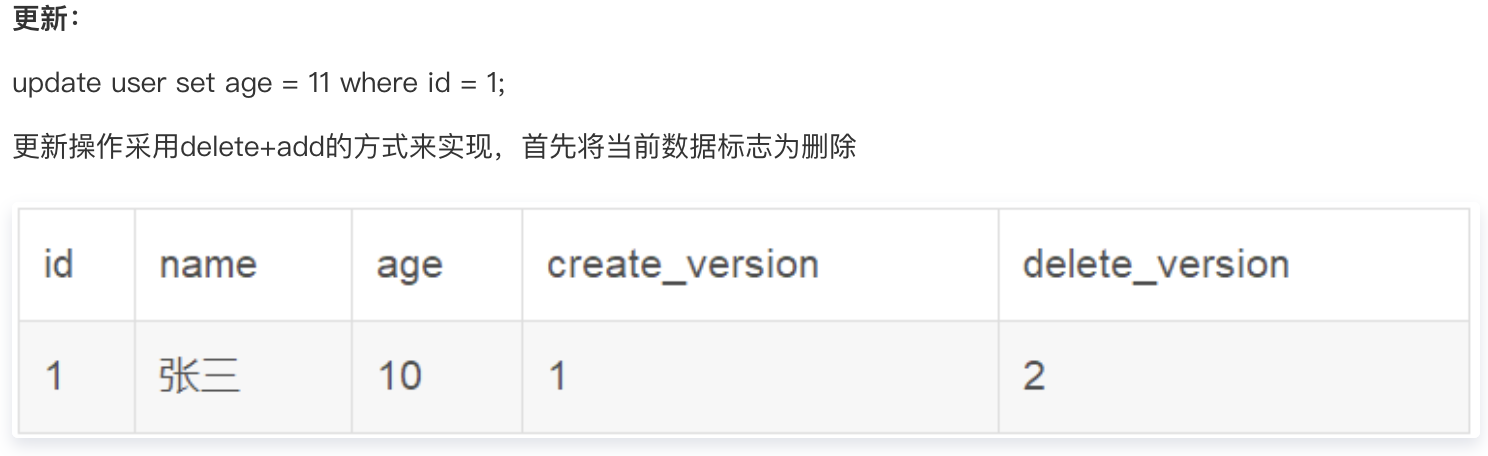 更新：
update user set age = 11 where id = 1;
更新操作采用delete+add的方式来实现，首先将当前数据标志为删除
id name age create_version delete_version
1 张三 10 1 2